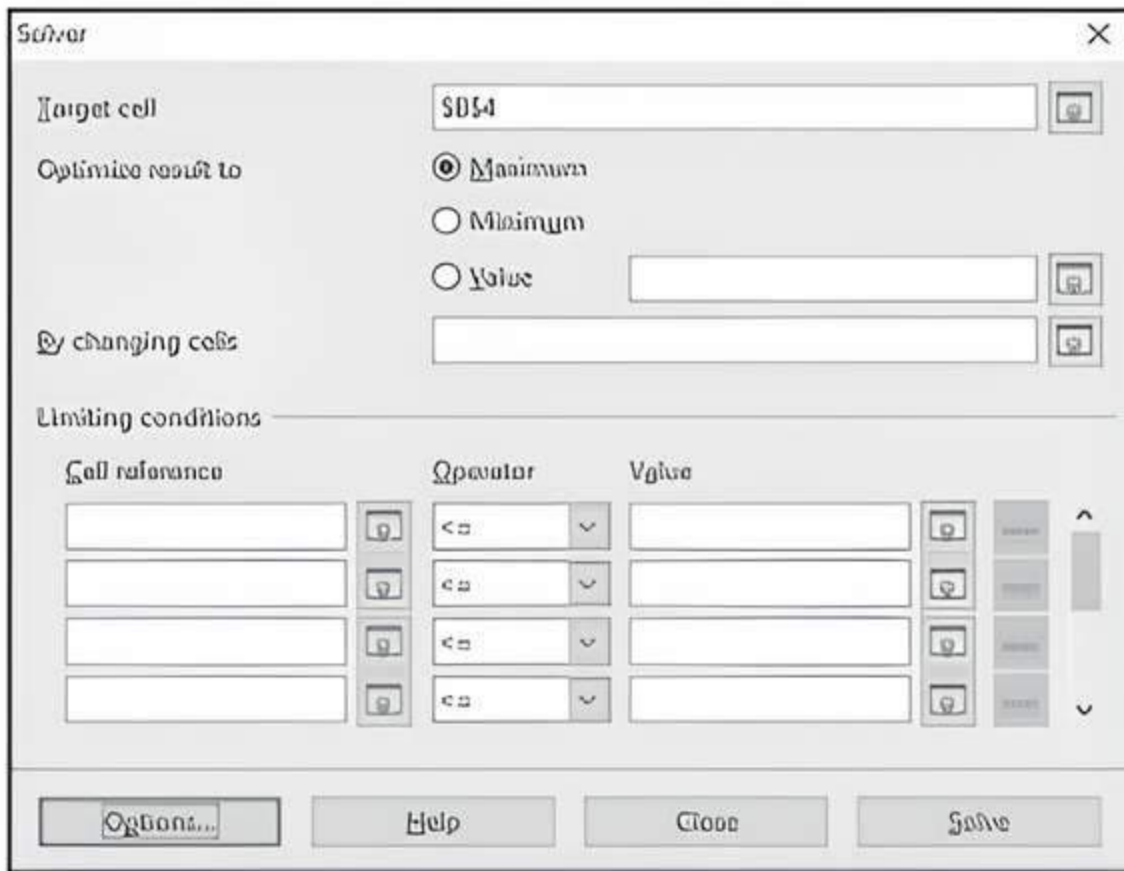 Solver
Target cell
Optimize result to
Maximum
Minimum
Value
By changing cells
Limiting conditions
Cell reference Operator Value
<=
<=
<=
<=
Options... Help Close Solve